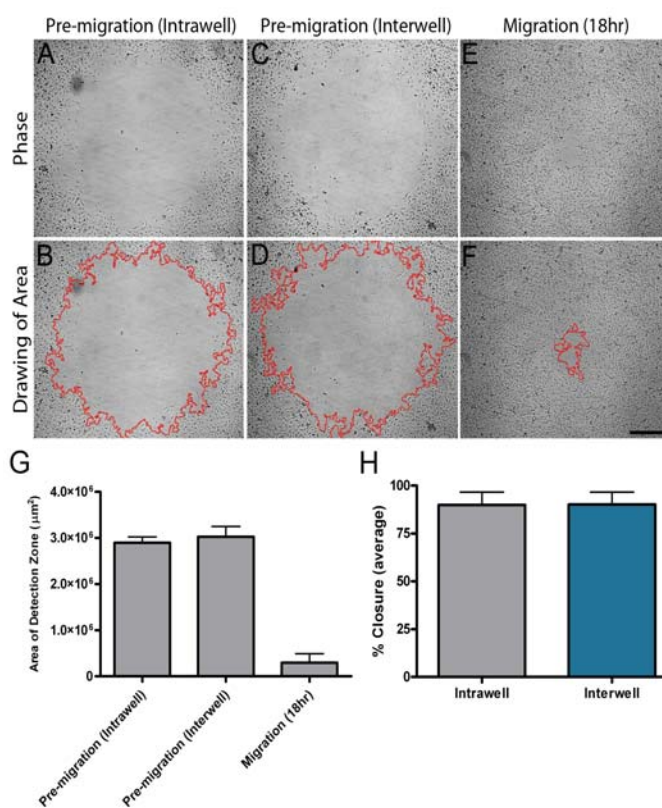 Pre-migration (Intrawell) Pre-migration (Interwell) Migration (18hr)
A C E
Phase
B D F
Drawing of Area
G
Area of Detection Zone (μm²)
4.0×10⁶
3.0×10⁶
2.0×10⁶
1.0×10⁶
0
Pre-migration (Intrawell)
Pre-migration (Interwell)
Migration (18hr)
H
% Closure (average)
100
75
50
25
0
Intrawell Interwell